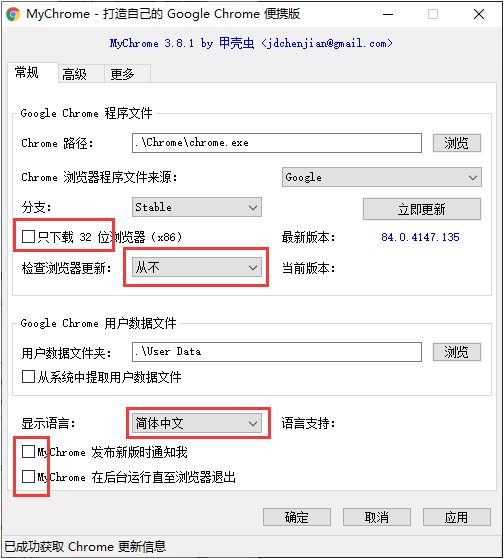 MyChrome - 打造自己的 Google Chrome 便携版
MyChrome 3.8.1 by 甲壳虫 <jdchenjian@gmail.com>
常规 高级 更多
Google Chrome 程序文件
Chrome 路径: .\Chrome\chrome.exe 浏览
Chrome 浏览器程序文件来源: Google
分支: Stable 立即更新
只下载 32 位浏览器 (x86) 最新版本: 84.0.4147.135
检查浏览器更新: 从不 当前版本:
Google Chrome 用户数据文件
用户数据文件夹: .\User Data 浏览
从系统中提取用户数据文件
显示语言: 简体中文 语言支持:
MyChrome 发布新版时通知我
MyChrome 在后台运行直至浏览器退出
确定 取消 应用
已成功获取 Chrome 更新信息